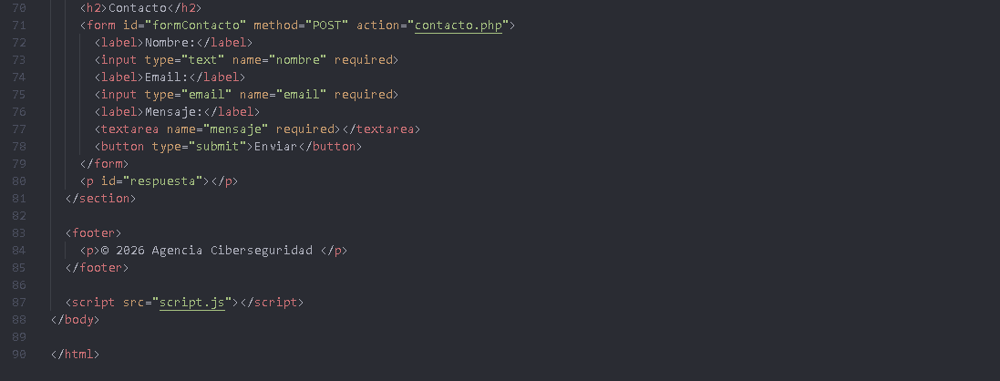 70 <h2>Contacto</h2>
71 <form id="formContacto" method="POST" action="contacto.php">
72 <label>Nombre:</label>
73 <input type="text" name="nombre" required>
74 <label>Email:</label>
75 <input type="email" name="email" required>
76 <label>Mensaje:</label>
77 <textarea name="mensaje" required></textarea>
78 <button type="submit">Enviar</button>
79 </form>
80 <p id="respuesta"></p>
81 </section>
82
83 <footer>
84 <p>© 2026 Agencia Ciberseguridad </p>
85 </footer>
86
87 <script src="script.js"></script>
88 </body>
89
90 </html>